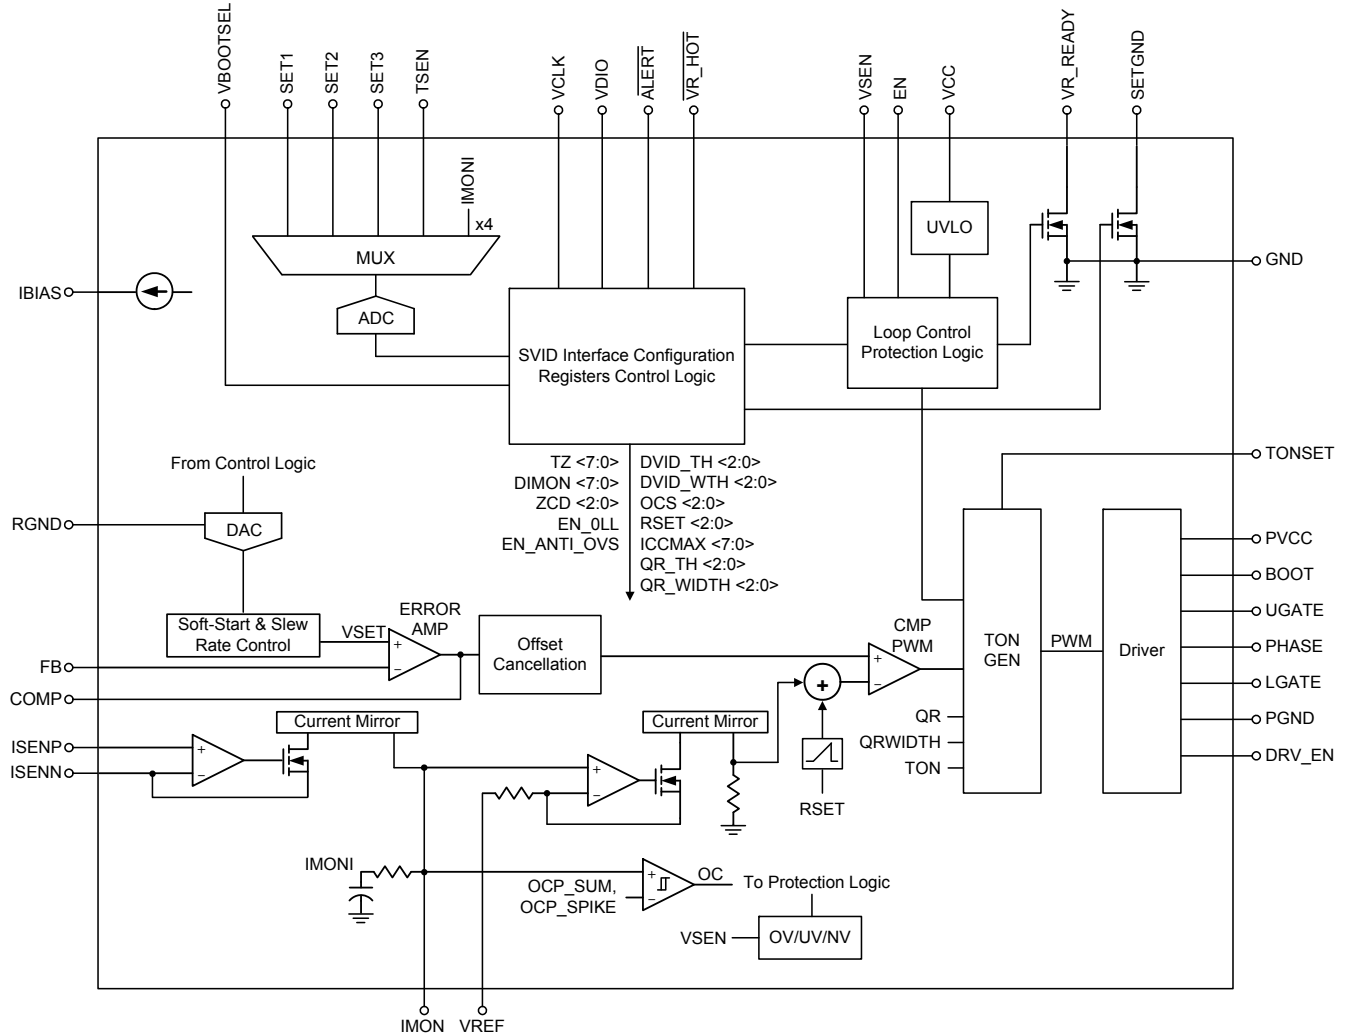 VBOOTSEL
SET1
SET2
SET3
TSEN
VCLK
VDIO
ALERT
VR_HOT
VSEN
EN
VCC
VR_READY
SETGND
IMONI
x4
MUX
ADC
UVLO
GND
IBIAS
SVID Interface Configuration
Registers Control Logic
Loop Control
Protection Logic
TONSET
From Control Logic
TZ <7:0>
DIMON <7:0>
ZCD <2:0>
EN_0LL
EN_ANTI_OVS
DVID_TH <2:0>
DVID_WTH <2:0>
OCS <2:0>
RSET <2:0>
ICCMAX <7:0>
QR_TH <2:0>
QR_WIDTH <2:0>
RGND
DAC
PVCC
BOOT
UGATE
PHASE
LGATE
PGND
DRV_EN
Soft-Start & Slew
Rate Control
VSET
ERROR
AMP
+
−
Offset
Cancellation
CMP
PWM
+
−
+
TON
GEN
PWM
Driver
FB
COMP
QR
QRWIDTH
TON
Current Mirror
Current Mirror
ISENP
ISENN
+
−
+
−
RSET
IMONI
OCP_SUM,
OCP_SPIKE
+
−
OC
To Protection Logic
VSEN
OV/UV/NV
IMON
VREF